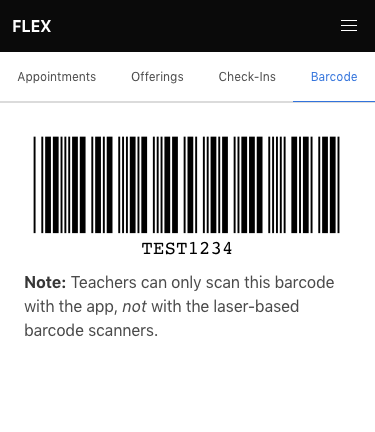 FLEX
Appointments Offerings Check-Ins Barcode
TEST1234
Note: Teachers can only scan this barcode
with the app, not with the laser-based
barcode scanners.